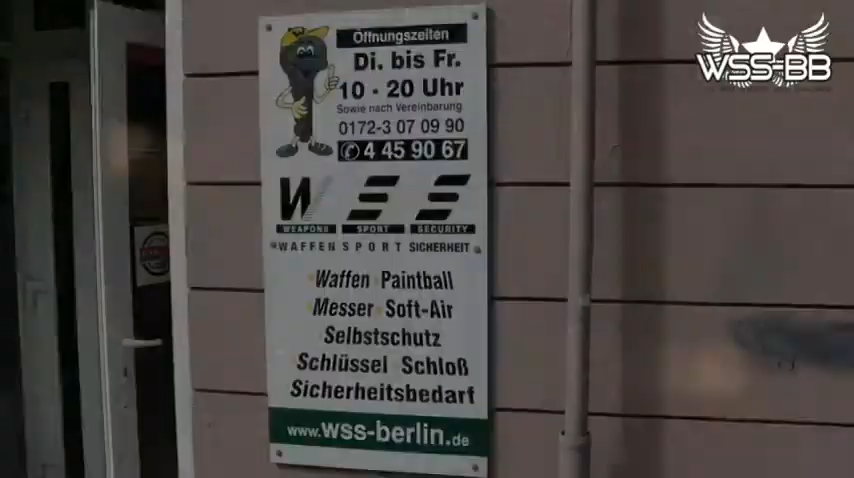 Öffnungszeiten
Di. bis Fr.
10 - 20 Uhr
Sowie nach Vereinbarung
0172-3 07 09 90
4 45 90 67
WSS
WEAPONS SPORT SECURITY
WAFFEN SPORT SICHERHEIT
Waffen Paintball
Messer Soft-Air
Selbstschutz
Schlüssel Schloß
Sicherheitsbedarf
www.wss-berlin.de
WSS-BB